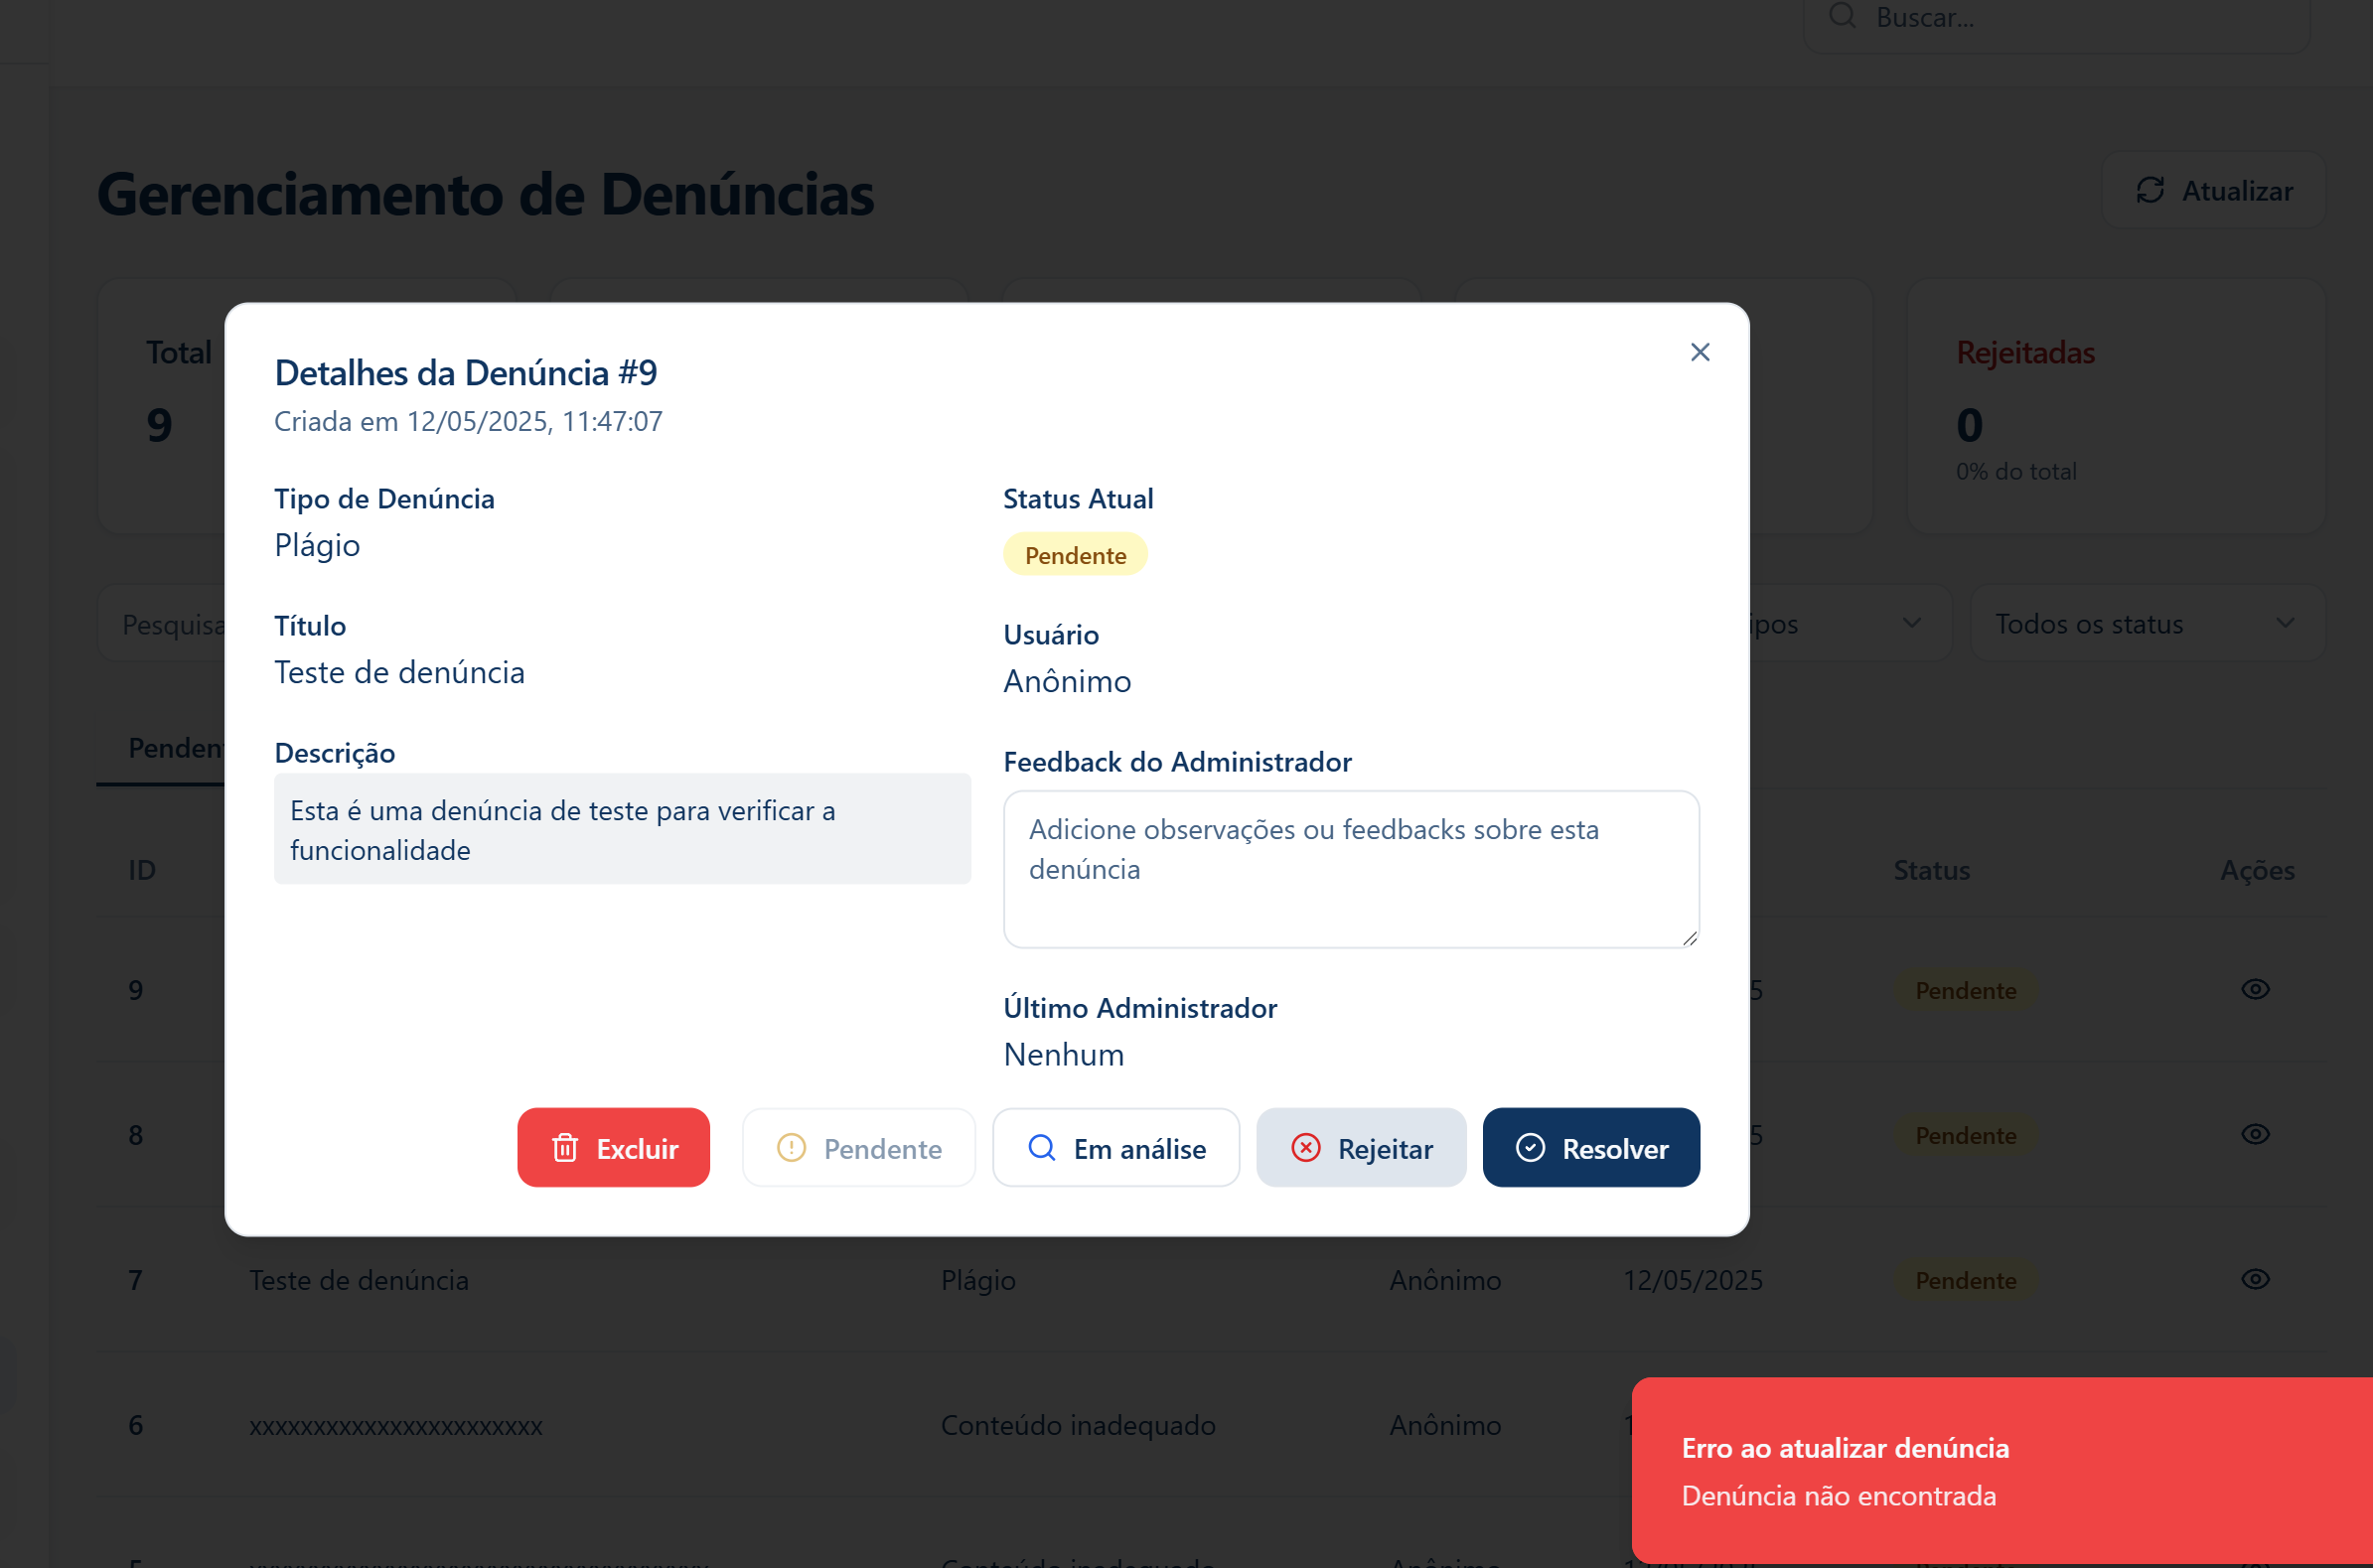 Buscar...
Gerenciamento de Denúncias
Atualizar
Total
9
Rejeitadas
0
0% do total
Pesquisa
ipos
Todos os status
Penden
ID
Status
Ações
9
5
Pendente
8
5
Pendente
7
Teste de denúncia
Plágio
Anônimo
12/05/2025
Pendente
6
xxxxxxxxxxxxxxxxxxxxxxx
Conteúdo inadequado
Anônimo
Detalhes da Denúncia #9
Criada em 12/05/2025, 11:47:07
Tipo de Denúncia
Plágio
Título
Teste de denúncia
Descrição
Esta é uma denúncia de teste para verificar a
funcionalidade
Status Atual
Pendente
Usuário
Anônimo
Feedback do Administrador
Adicione observações ou feedbacks sobre esta
denúncia
Último Administrador
Nenhum
Excluir
Pendente
Em análise
Rejeitar
Resolver
Erro ao atualizar denúncia
Denúncia não encontrada